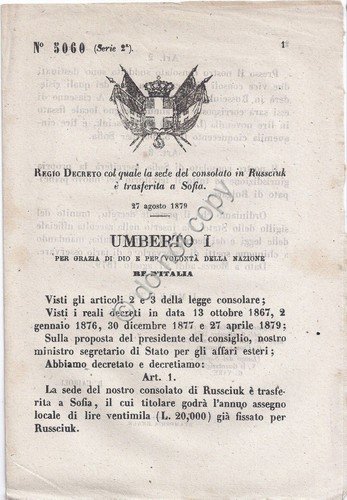 N° 5060 (Serie 2ª). 1
REGIO DECRETO col quale la sede del consolato in Russciuk
è trasferita a Sofia.
27 agosto 1879
UMBERTO I
PER GRAZIA DI DIO E PER VOLONTÀ DELLA NAZIONE
RE D'ITALIA
Visti gli articoli 2 e 3 della legge consolare;
Visti i reali decreti in data 13 ottobre 1867, 2
gennaio 1876, 30 dicembre 1877 e 27 aprile 1879;
Sulla proposta del presidente del consiglio, nostro
ministro segretario di Stato per gli affari esteri;
Abbiamo decretato e decretiamo:
Art. 1.
La sede del nostro consolato di Russciuk è trasfe-
rita a Sofia, il cui titolare godrà l'annuo assegno
locale di lire ventimila (L. 20,000) già fissato per
Russciuk.
do not copy